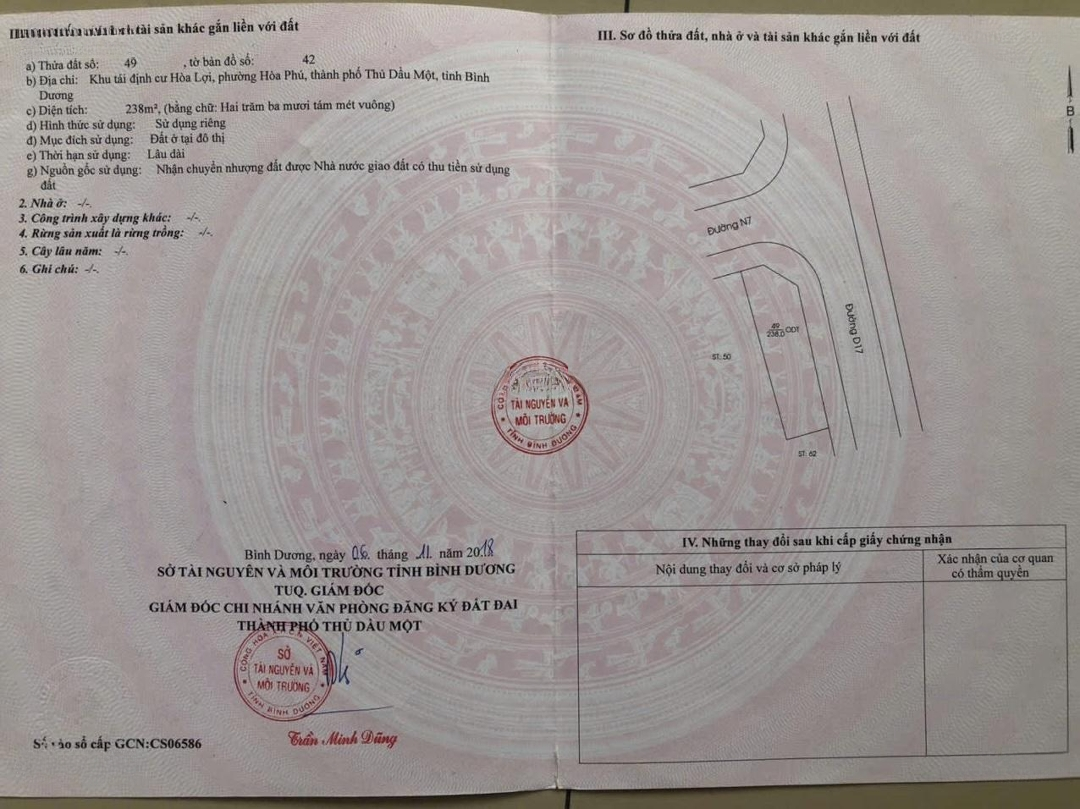 tài sản khác gắn liền với đất
a) Thửa đất số: 49 , tờ bản đồ số: 42
b) Địa chỉ: Khu tái định cư Hòa Lợi, phường Hòa Phú, thành phố Thủ Dầu Một, tỉnh Bình
Dương
c) Diện tích: 238m², (bằng chữ: Hai trăm ba mươi tám mét vuông)
d) Hình thức sử dụng: Sử dụng riêng
đ) Mục đích sử dụng: Đất ở tại đô thị
e) Thời hạn sử dụng: Lâu dài
g) Nguồn gốc sử dụng: Nhận chuyển nhượng đất được Nhà nước giao đất có thu tiền sử dụng
đất
2. Nhà ở: -/-.
3. Công trình xây dựng khác: -/-.
4. Rừng sản xuất là rừng trồng: -/-.
5. Cây lâu năm: -/-.
6. Ghi chú: -/-.
Bình Dương, ngày 06 tháng 11 năm 2018
SỞ TÀI NGUYÊN VÀ MÔI TRƯỜNG TỈNH BÌNH DƯƠNG
TUQ. GIÁM ĐỐC
GIÁM ĐỐC CHI NHÁNH VĂN PHÒNG ĐĂNG KÝ ĐẤT ĐAI
THÀNH PHỐ THỦ DẦU MỘT
CỘNG HÒA X.H.C.N. VIỆT NAM
SỞ
TÀI NGUYÊN VÀ
MÔI TRƯỜNG
TỈNH BÌNH DƯƠNG
Trần Minh Dũng
Số vào sổ cấp GCN:CS06586
TÀI NGUYÊN VÀ
MÔI TRƯỜNG
TỈNH BÌNH DƯƠNG
III. Sơ đồ thửa đất, nhà ở và tài sản khác gắn liền với đất
B
Đường N7
Đường D17
49
238.0 ODT
ST: 50
ST: 62
IV. Những thay đổi sau khi cấp giấy chứng nhận
Nội dung thay đổi và cơ sở pháp lý
Xác nhận của cơ quan
có thẩm quyền